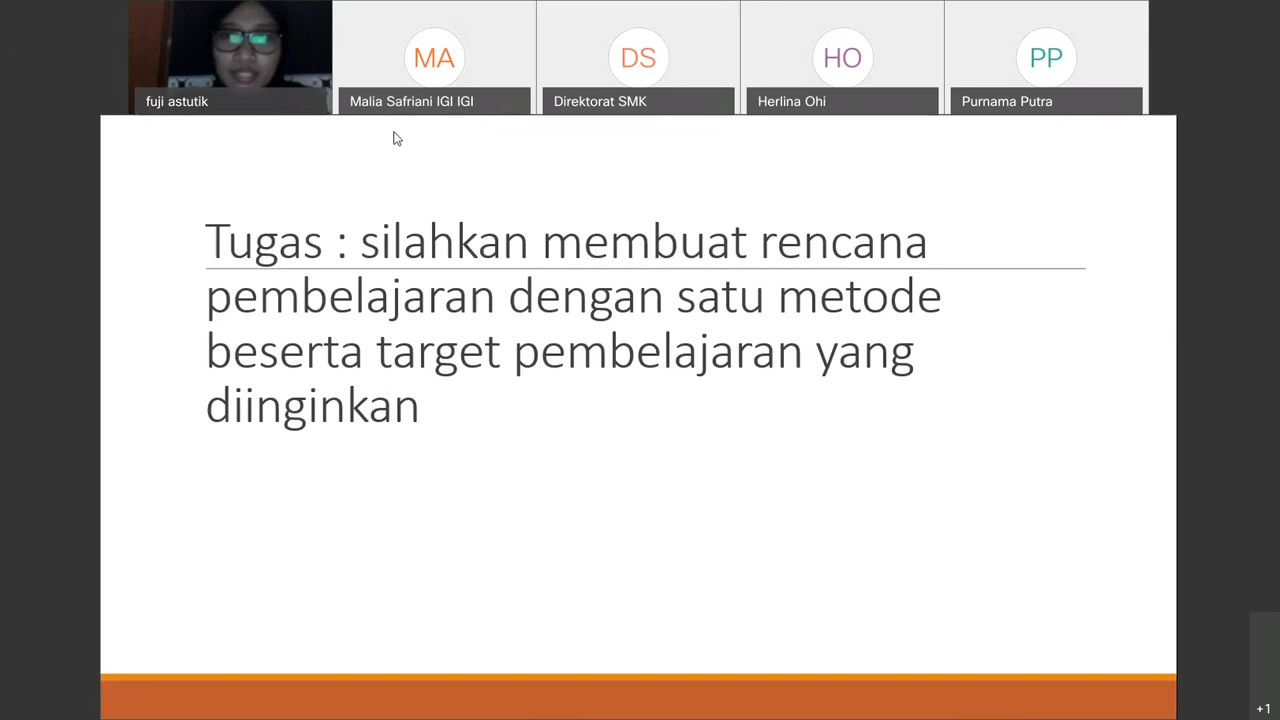 MA
DS
HO
PP
fuji astutik
Malia Safriani IGI IGI
Direktorat SMK
Herlina Ohi
Purnama Putra
Tugas : silahkan membuat rencana
pembelajaran dengan satu metode
beserta target pembelajaran yang
diinginkan
+1